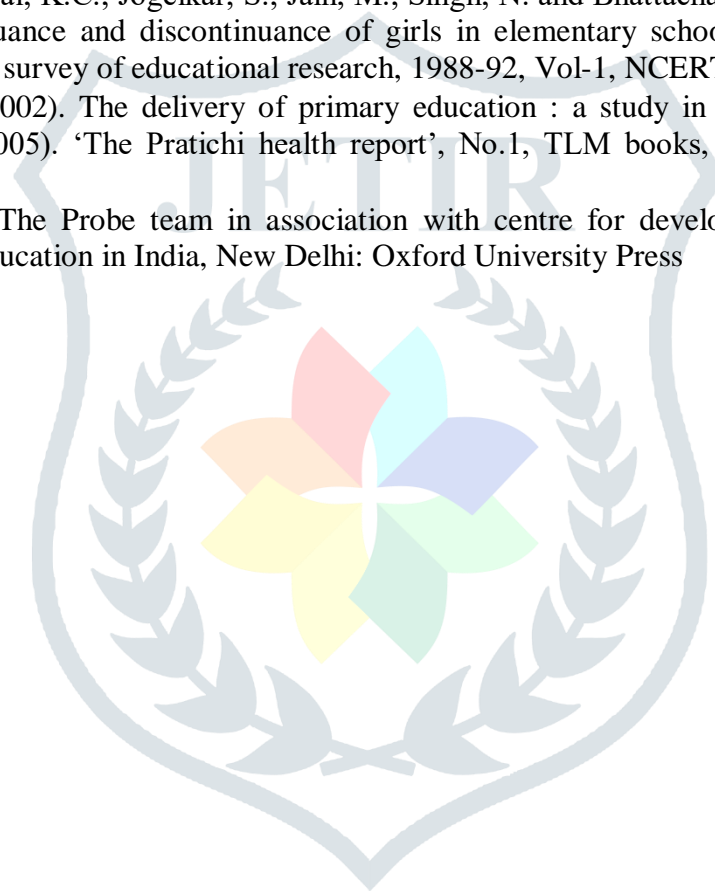 K.C.; Jogelkar, S.; Jain, M.; Singh, N. and Bhattacha
uance and discontinuance of girls in elementary schoo
survey of educational research, 1988-92, Vol-1, NCERT
002). The delivery of primary education : a study in
005). ‘The Pratichi health report’, No.1, TLM books,
The Probe team in association with centre for develo
ucation in India, New Delhi: Oxford University Press
JETIR